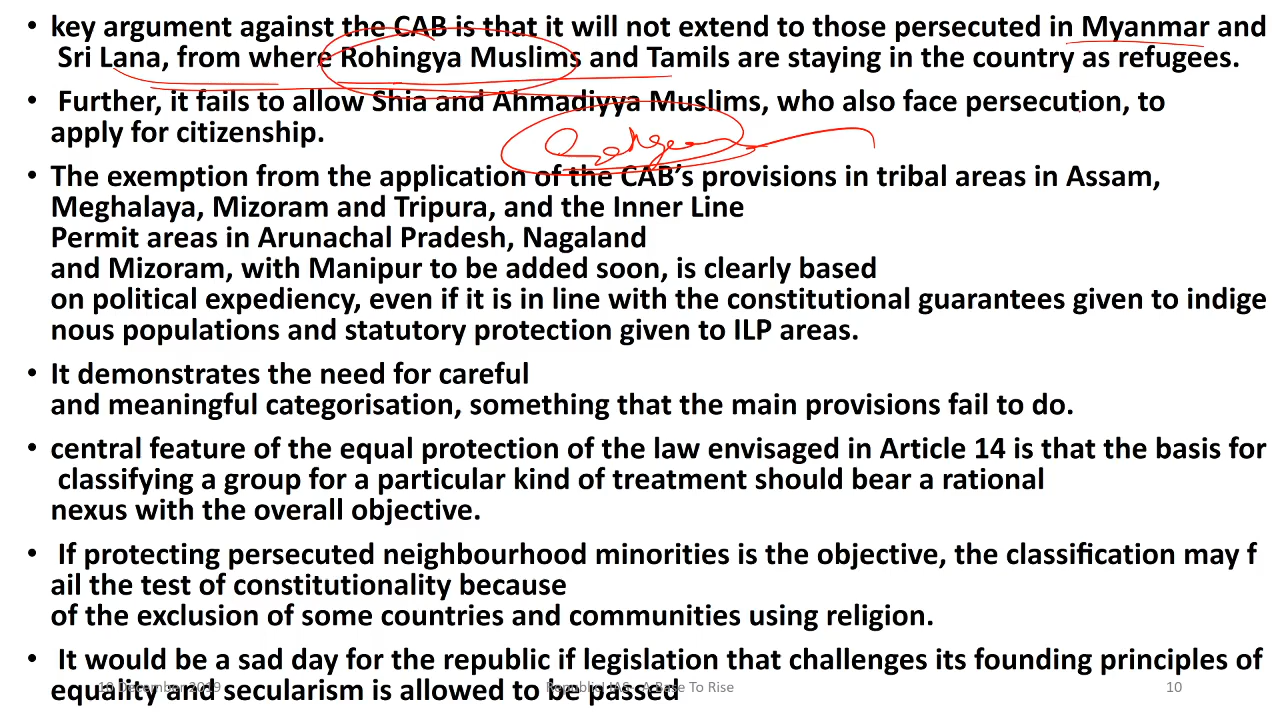 • key argument against the CAB is that it will not extend to those persecuted in Myanmar and
Sri Lana, from where Rohingya Muslims and Tamils are staying in the country as refugees.
• Further, it fails to allow Shia and Ahmadiyya Muslims, who also face persecution, to
apply for citizenship.
• The exemption from the application of the CAB’s provisions in tribal areas in Assam,
Meghalaya, Mizoram and Tripura, and the Inner Line
Permit areas in Arunachal Pradesh, Nagaland
and Mizoram, with Manipur to be added soon, is clearly based
on political expediency, even if it is in line with the constitutional guarantees given to indige
nous populations and statutory protection given to ILP areas.
• It demonstrates the need for careful
and meaningful categorisation, something that the main provisions fail to do.
• central feature of the equal protection of the law envisaged in Article 14 is that the basis for
classifying a group for a particular kind of treatment should bear a rational
nexus with the overall objective.
• If protecting persecuted neighbourhood minorities is the objective, the classification may f
ail the test of constitutionality because
of the exclusion of some countries and communities using religion.
• It would be a sad day for the republic if legislation that challenges its founding principles of
equality and secularism is allowed to be passed
10 December 2019
IAS - A Base To Rise
10